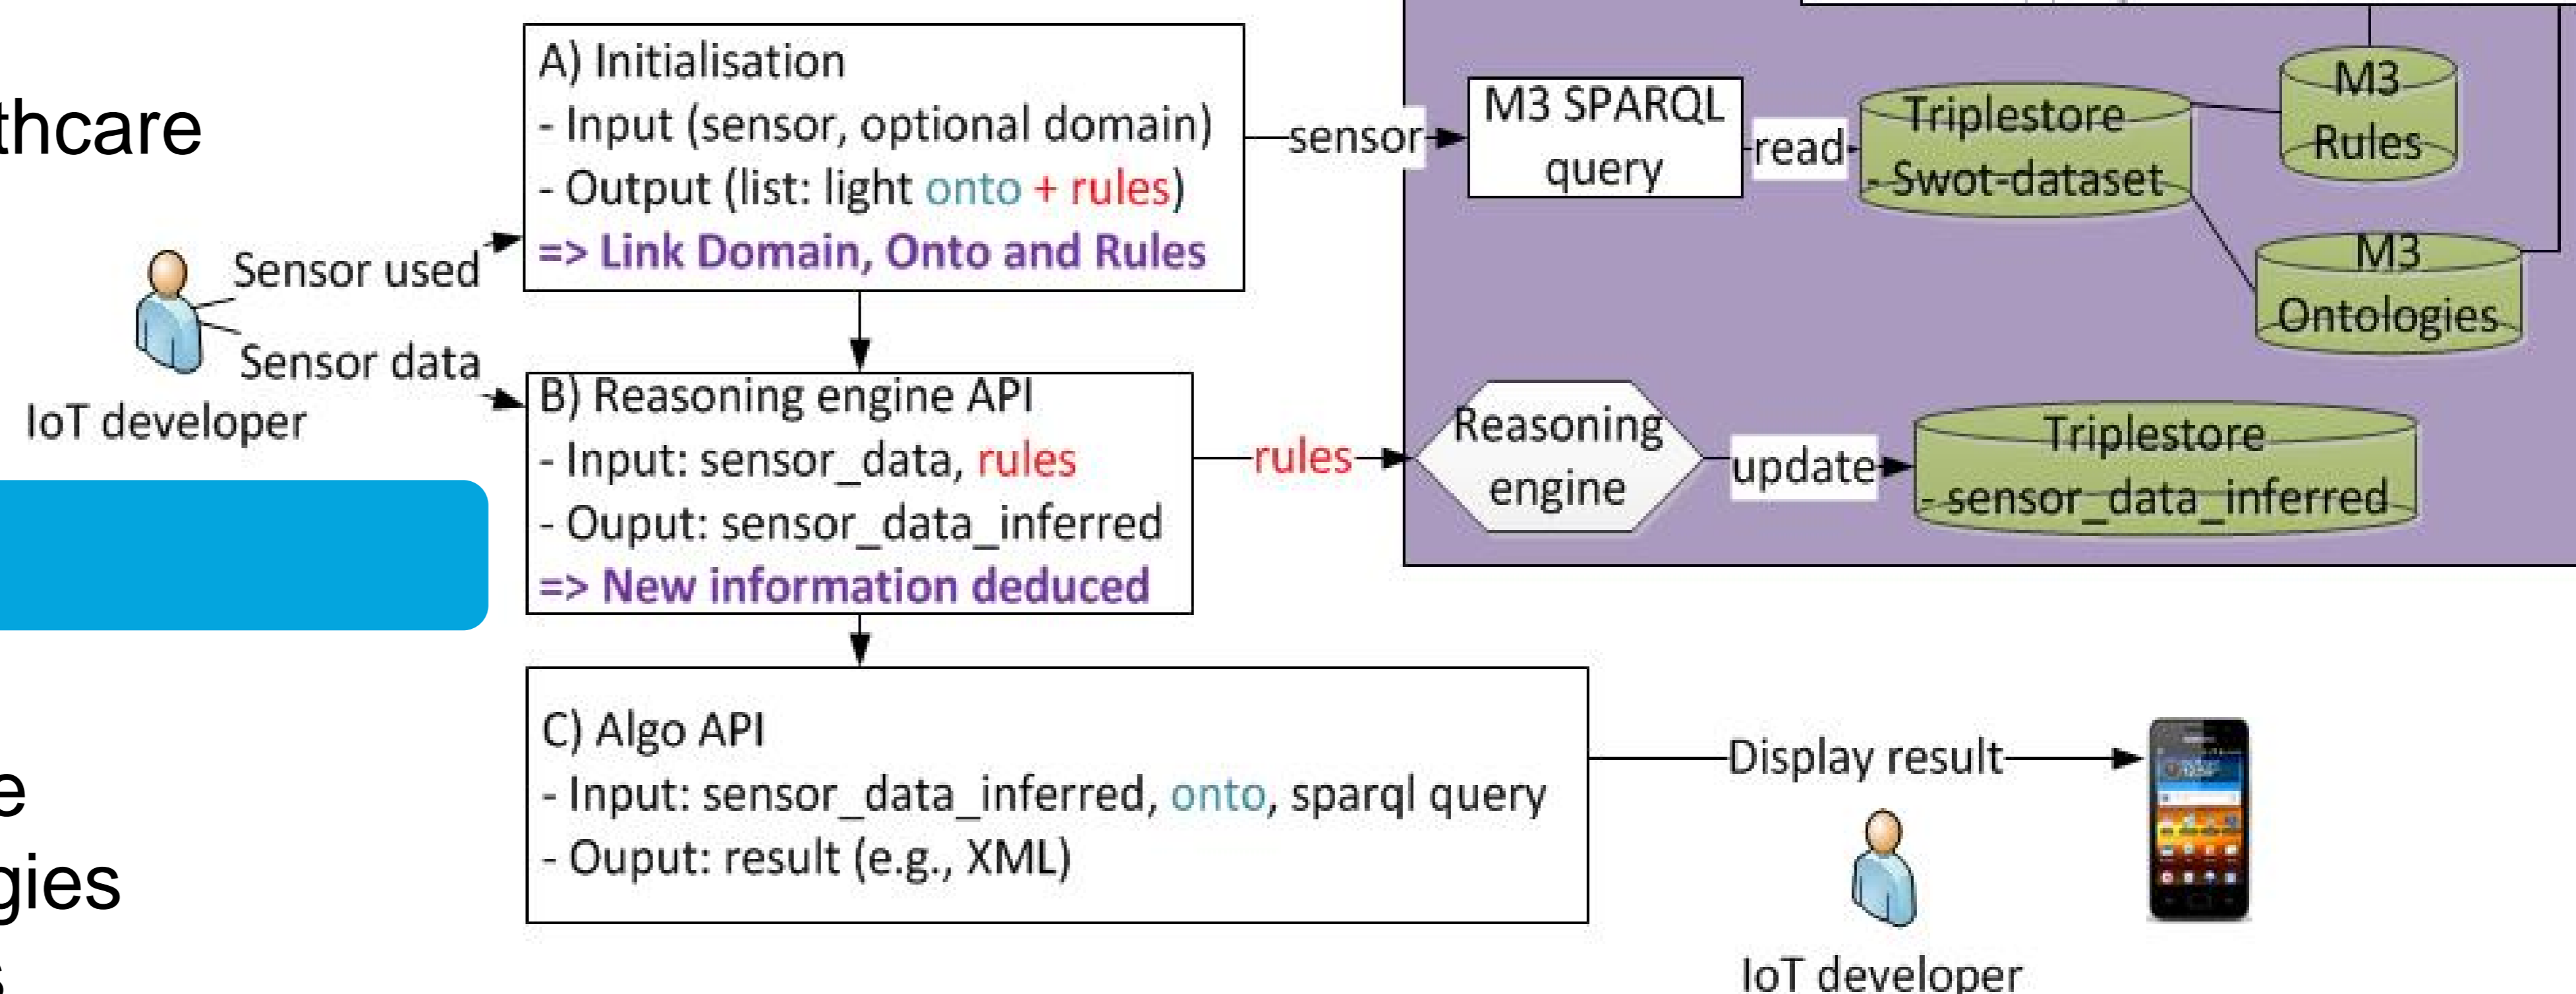 thcare
A) Initialisation
- Input (sensor, optional domain)
- Output (list: light onto + rules)
=> Link Domain, Onto and Rules
sensor
M3 SPARQL
query
read
Triplestore
- Swot-dataset
M3
Rules
M3
Ontologies
Sensor used
Sensor data
IoT developer
B) Reasoning engine API
- Input: sensor_data, rules
- Ouput: sensor_data_inferred
=> New information deduced
rules
Reasoning
engine
update
Triplestore
- sensor_data_inferred
e
gies
s
C) Algo API
- Input: sensor_data_inferred, onto, sparql query
- Ouput: result (e.g., XML)
Display result
IoT developer